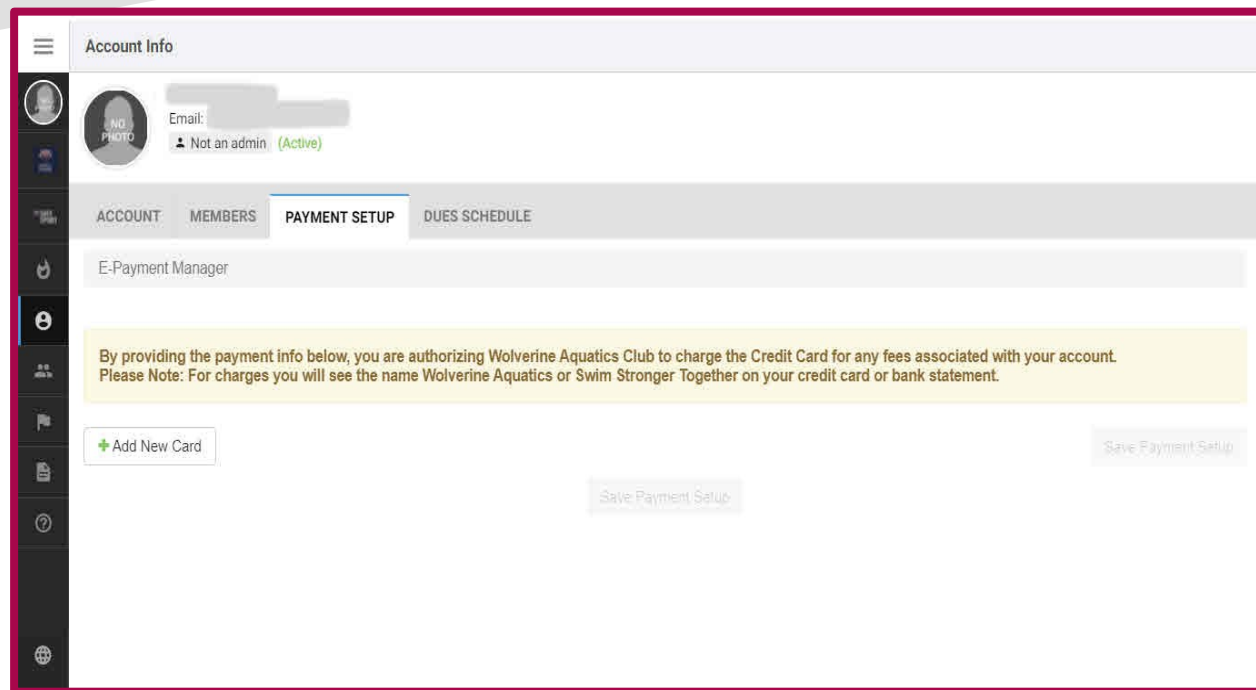 Account Info
NO
PHOTO
Email:
Not an admin (Active)
ACCOUNT MEMBERS PAYMENT SETUP DUES SCHEDULE
E-Payment Manager
By providing the payment info below, you are authorizing Wolverine Aquatics Club to charge the Credit Card for any fees associated with your account.
Please Note: For charges you will see the name Wolverine Aquatics or Swim Stronger Together on your credit card or bank statement.
Add New Card
Save Payment Setup
Save Payment Setup